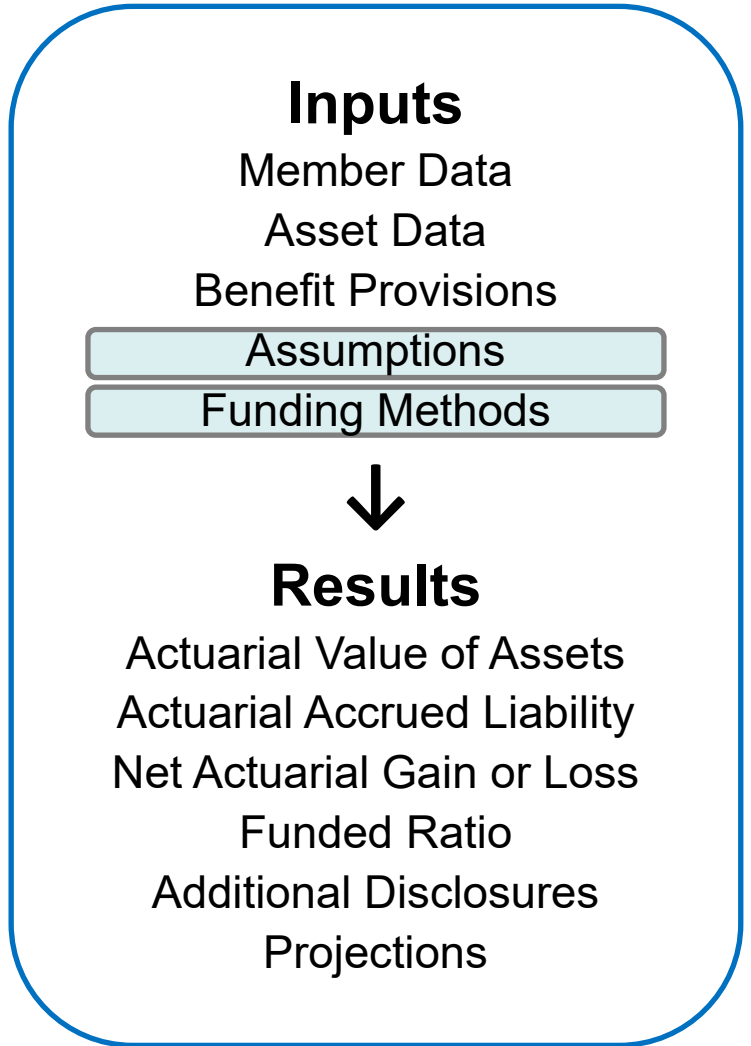 Inputs
Member Data
Asset Data
Benefit Provisions
Assumptions
Funding Methods
Results
Actuarial Value of Assets
Actuarial Accrued Liability
Net Actuarial Gain or Loss
Funded Ratio
Additional Disclosures
Projections